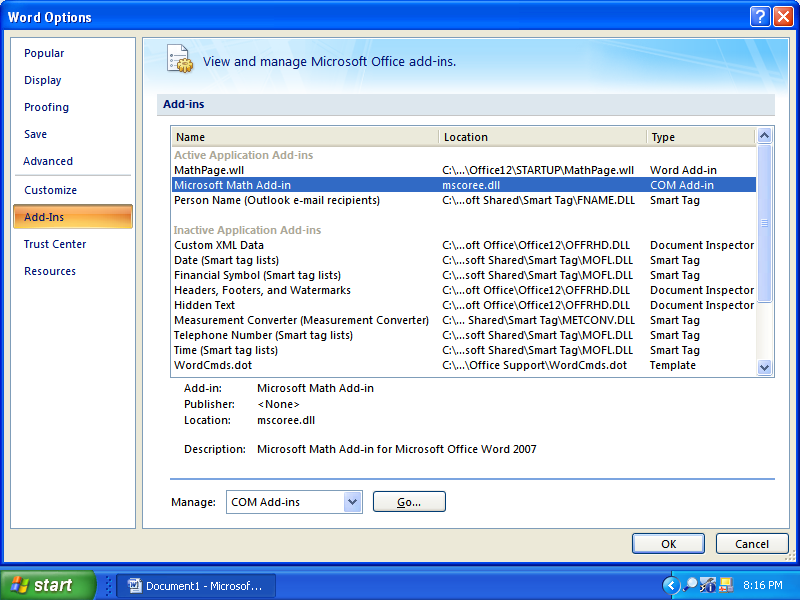 Word Options
Popular
Display
Proofing
Save
Advanced
Customize
Add-Ins
Trust Center
Resources
View and manage Microsoft Office add-ins.
Add-ins
Name Location Type
Active Application Add-ins
MathPage.wll C:\...\Office12\STARTUP\MathPage.wll Word Add-in
Microsoft Math Add-in mscoree.dll COM Add-in
Person Name (Outlook e-mail recipients) C:\...oft Shared\Smart Tag\FNAME.DLL Smart Tag
Inactive Application Add-ins
Custom XML Data C:\...oft Office\Office12\OFFRHD.DLL Document Inspector
Date (Smart tag lists) C:\...soft Shared\Smart Tag\MOFL.DLL Smart Tag
Financial Symbol (Smart tag lists) C:\...soft Shared\Smart Tag\MOFL.DLL Smart Tag
Headers, Footers, and Watermarks C:\...oft Office\Office12\OFFRHD.DLL Document Inspector
Hidden Text C:\...oft Office\Office12\OFFRHD.DLL Document Inspector
Measurement Converter (Measurement Converter) C:\... Shared\Smart Tag\METCONV.DLL Smart Tag
Telephone Number (Smart tag lists) C:\...soft Shared\Smart Tag\MOFL.DLL Smart Tag
Time (Smart tag lists) C:\...soft Shared\Smart Tag\MOFL.DLL Smart Tag
WordCmds.dot C:\...\Office Support\WordCmds.dot Template
Add-in: Microsoft Math Add-in
Publisher: <None>
Location: mscoree.dll
Description: Microsoft Math Add-in for Microsoft Office Word 2007
Manage: COM Add-ins Go...
OK Cancel
start Document1 - Microsof... 8:16 PM